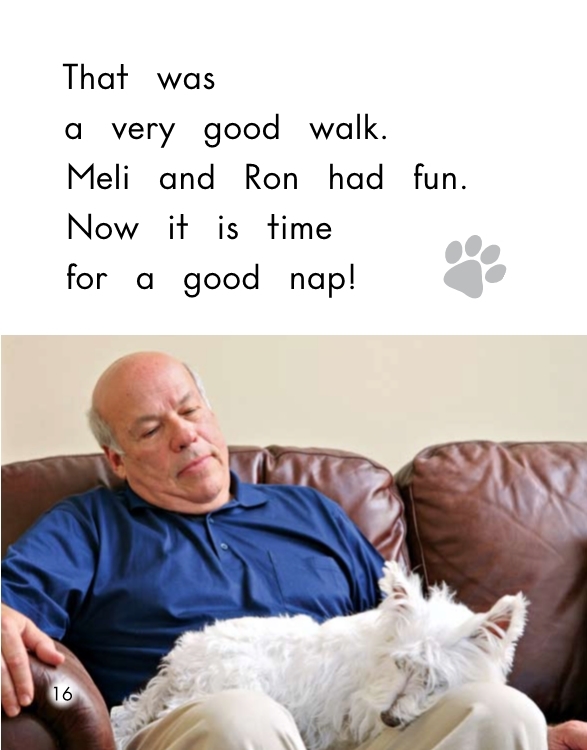 That was
a very good walk.
Meli and Ron had fun.
Now it is time
for a good nap!
16